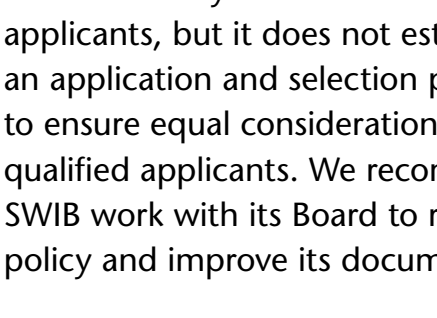 applicants, but it does not est
an application and selection p
to ensure equal consideration
qualified applicants. We recor
SWIB work with its Board to r
policy and improve its docum